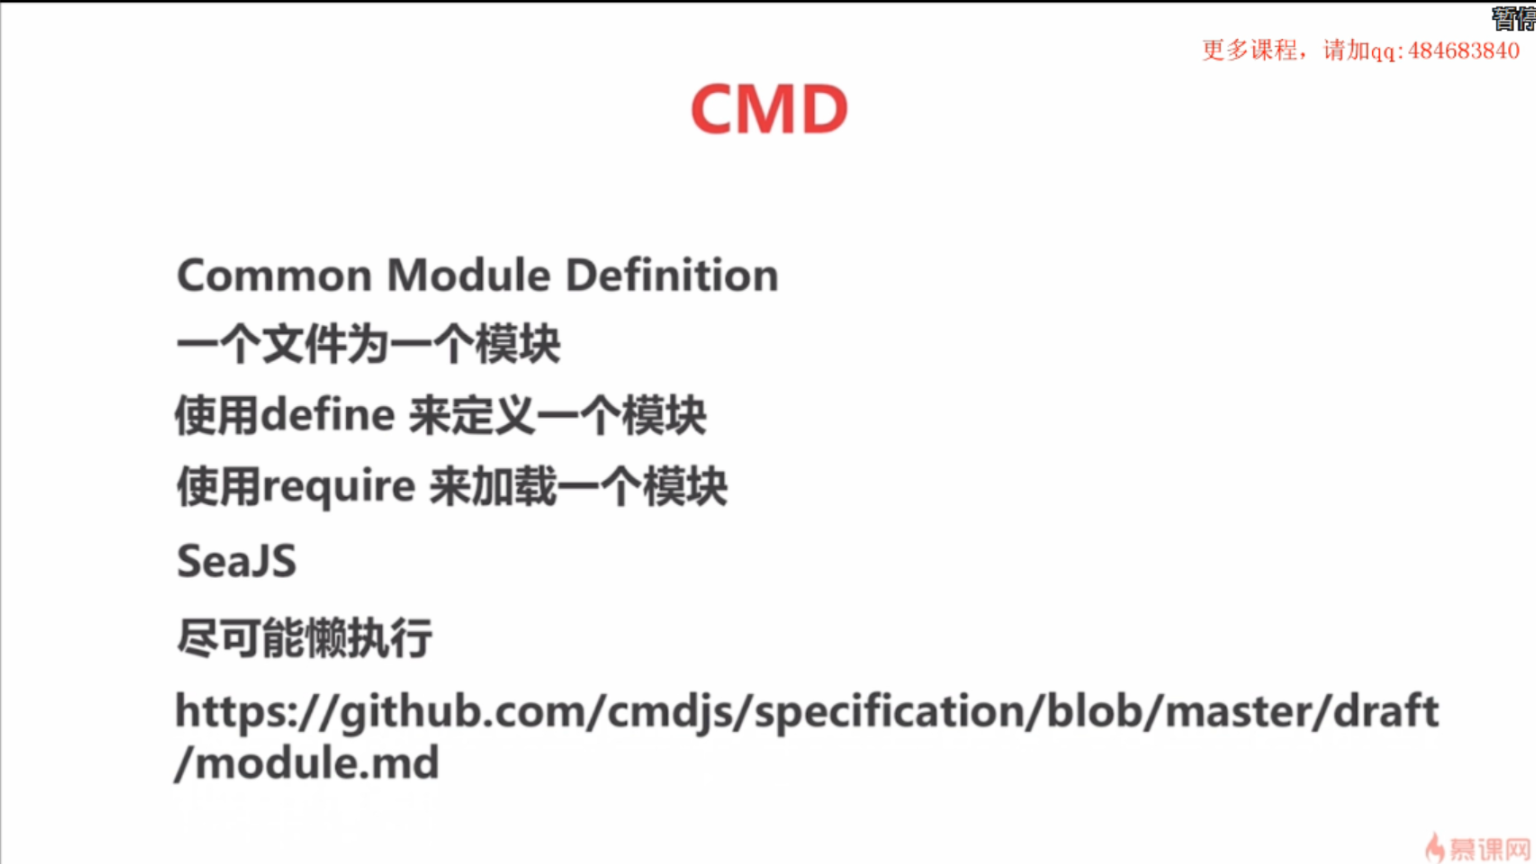 暂停
更多课程，请加qq:484683840
CMD
Common Module Definition
一个文件为一个模块
使用define 来定义一个模块
使用require 来加载一个模块
SeaJS
尽可能懒执行
https://github.com/cmdjs/specification/blob/master/draft
/module.md
慕课网